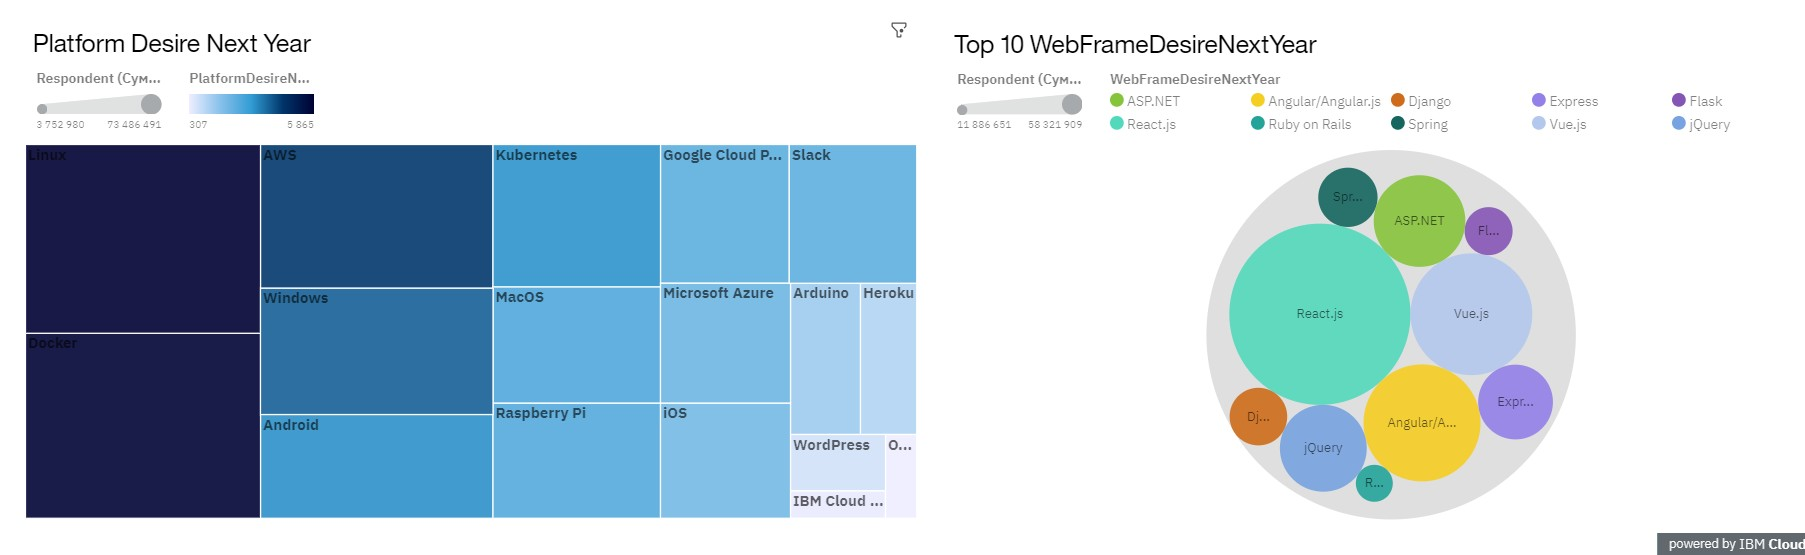 Platform Desire Next Year
Respondent (Сум...
PlatformDesireN...
3 752 980
73 486 491
307
5 865
Linux
AWS
Kubernetes
Google Cloud P...
Slack
Windows
MacOS
Microsoft Azure
Arduino
Heroku
Docker
Android
Raspberry Pi
iOS
WordPress
O...
IBM Cloud ...
Top 10 WebFrameDesireNextYear
Respondent (Сум...
WebFrameDesireNextYear
11 886 651
58 321 909
ASP.NET
Angular/Angular.js
Django
Express
Flask
React.js
Ruby on Rails
Spring
Vue.js
jQuery
Spr...
ASP.NET
Fl...
React.js
Vue.js
Dj...
Expr...
Angular/A...
jQuery
R...
powered by IBM Cloud